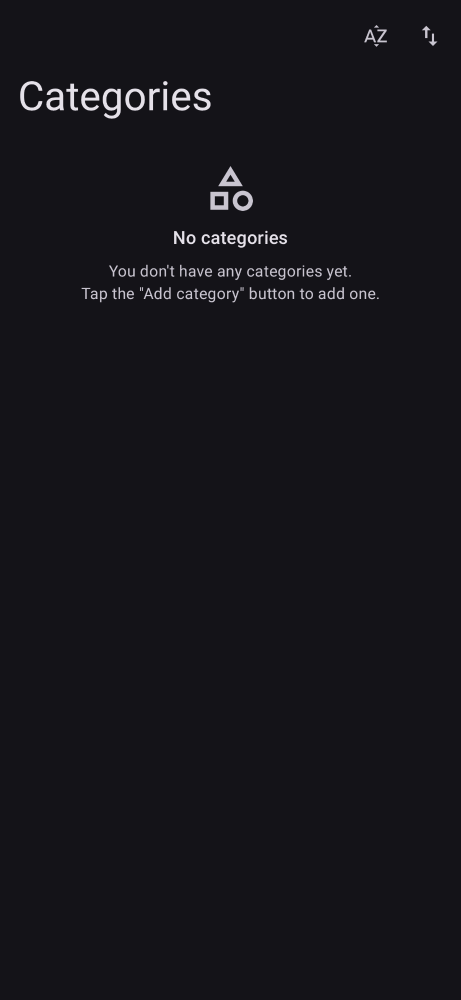 AZ
Categories
No categories
You don't have any categories yet.
Tap the "Add category" button to add one.